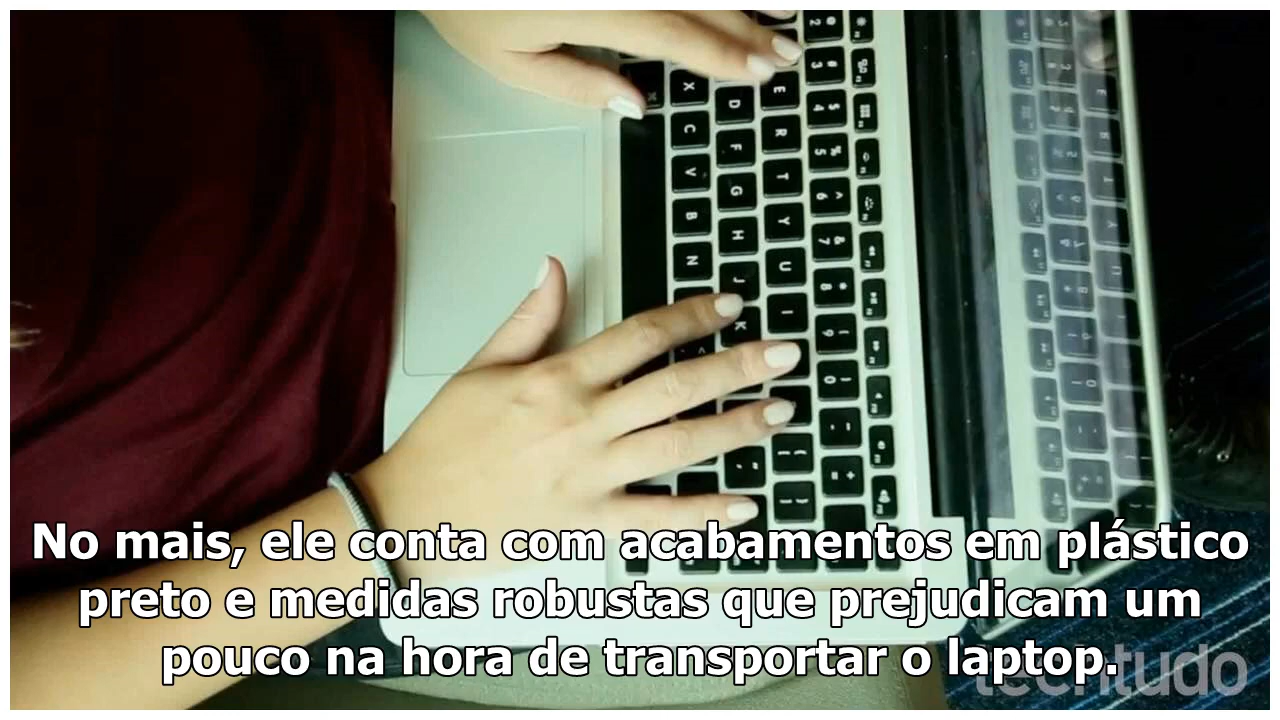 No mais, ele conta com acabamentos em plástico
preto e medidas robustas que prejudicam um
pouco na hora de transportar o laptop.
techtudo